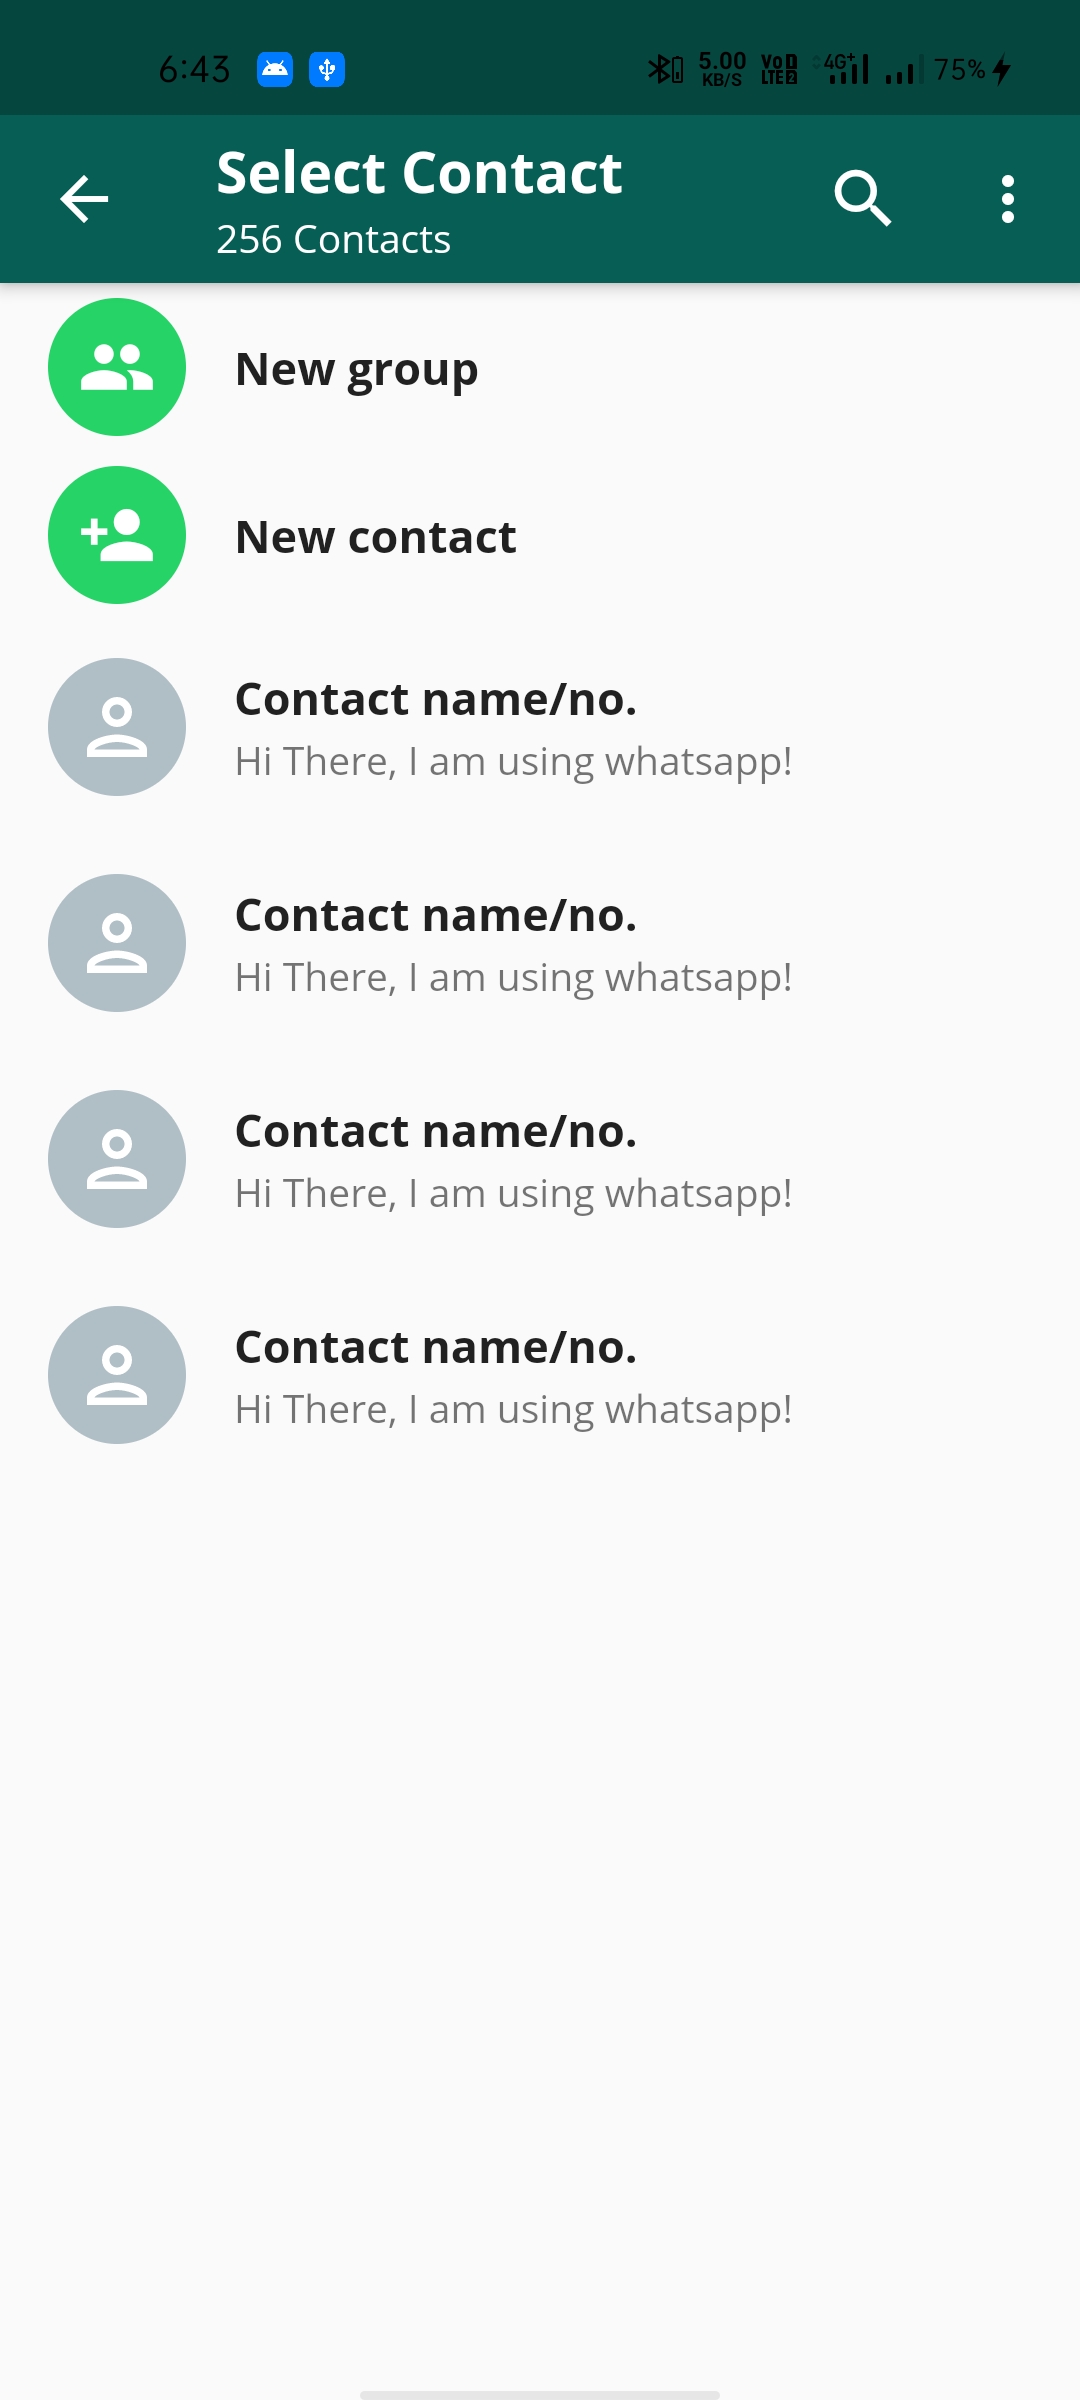 6:43 5.00 KB/S VoD LTE 2 4G+ 75%
Select Contact
256 Contacts
New group
New contact
Contact name/no.
Hi There, I am using whatsapp!
Contact name/no.
Hi There, I am using whatsapp!
Contact name/no.
Hi There, I am using whatsapp!
Contact name/no.
Hi There, I am using whatsapp!